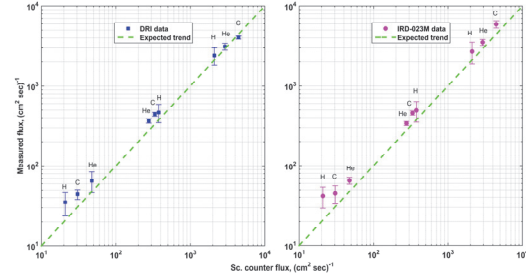 DRI data
Expected trend
H
He
C
He
C
H
H
C
He
Measured flux, (cm² sec)⁻¹
10⁴
10³
10²
10¹
10¹ 10² 10³ 10⁴
IRD-023M data
Expected trend
H
He
C
He
C
H
H
C
He
10⁴
10³
10²
10¹
10¹ 10² 10³ 10⁴
Sc. counter flux, (cm² sec)⁻¹